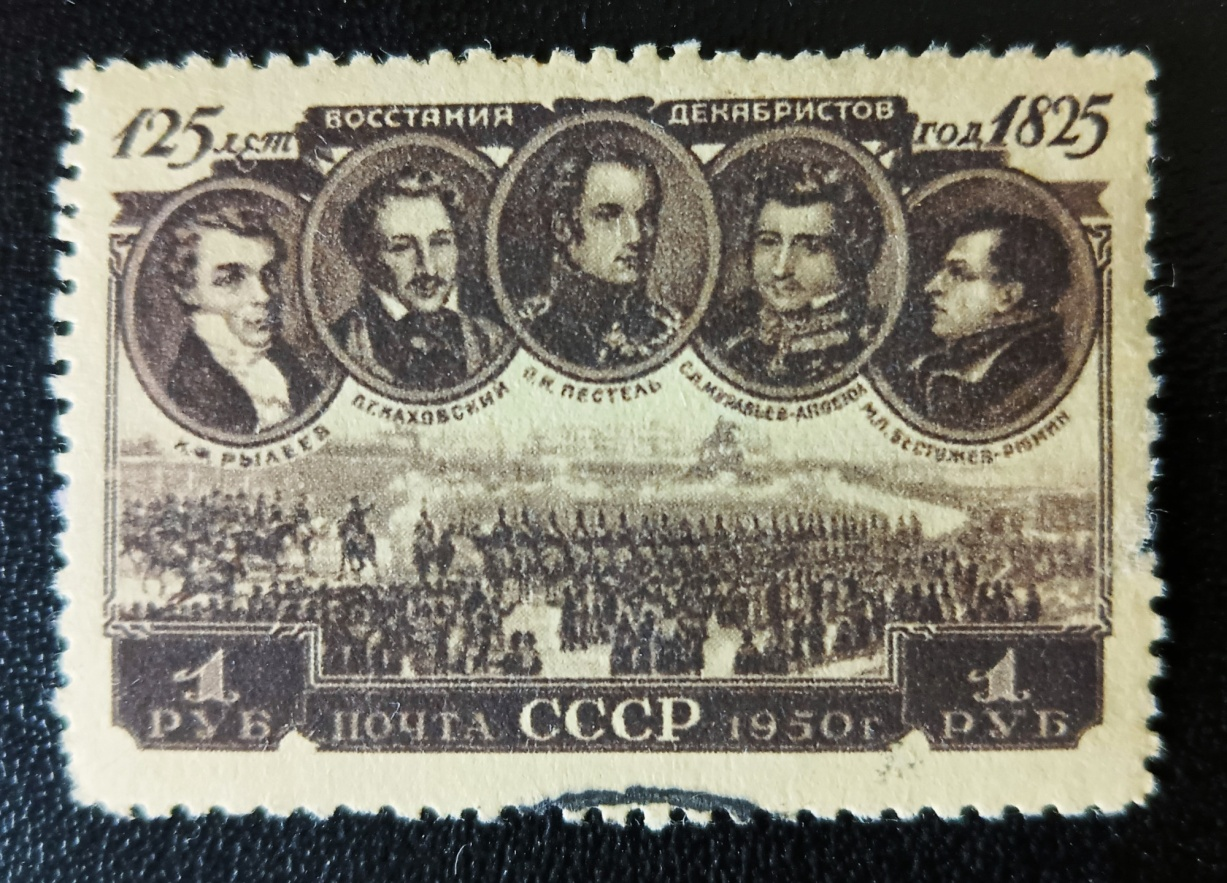 125 лет ВОССТАНИЯ ДЕКАБРИСТОВ год 1825
К.Ф. РЫЛЕЕВ
П.Г. КАХОВСКИЙ
П.И. ПЕСТЕЛЬ
С.И. МУРАВЬЕВ-АПОСТОЛ
М.П. БЕСТУЖЕВ-РЮМИН
1 РУБ
ПОЧТА СССР 1950 г.
1 РУБ